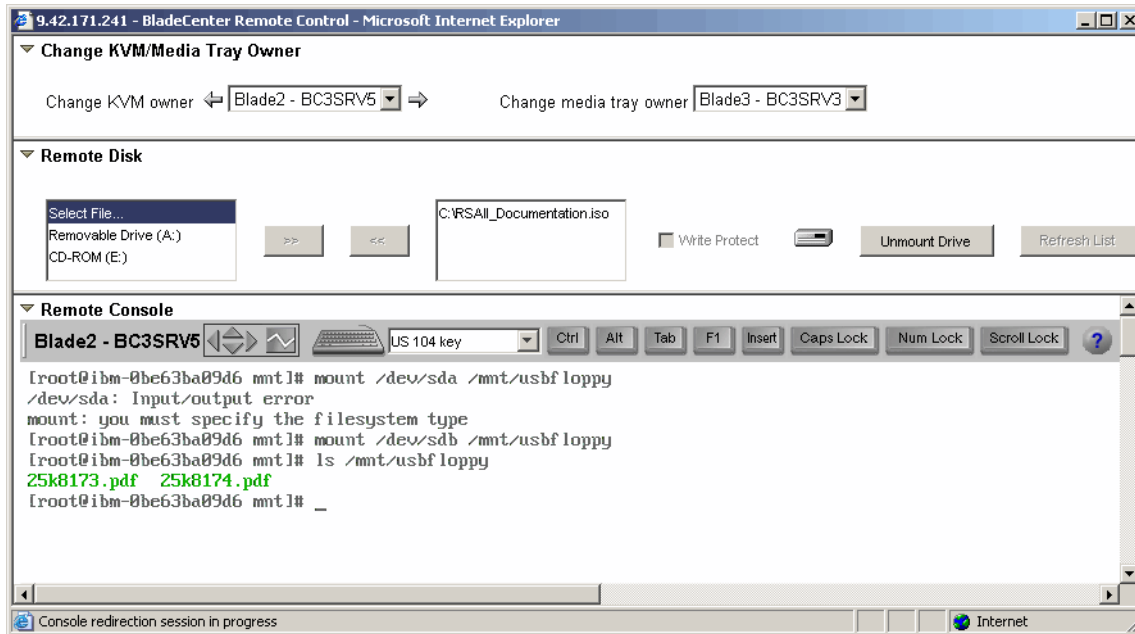 9.42.171.241 - BladeCenter Remote Control - Microsoft Internet Explorer
Change KVM/Media Tray Owner
Change KVM owner Blade2 - BC3SRV5 Change media tray owner Blade3 - BC3SRV3
Remote Disk
Select File...
Removable Drive (A:)
CD-ROM (E:)
>> <<
C:\RSAII_Documentation.iso
Write Protect Unmount Drive Refresh List
Remote Console
Blade2 - BC3SRV5 US 104 key Ctrl Alt Tab F1 Insert Caps Lock Num Lock Scroll Lock ?
[root@ibm-0be63ba09d6 mnt]# mount /dev/sda /mnt/usbfloppy
/dev/sda: Input/output error
mount: you must specify the filesystem type
[root@ibm-0be63ba09d6 mnt]# mount /dev/sdb /mnt/usbfloppy
[root@ibm-0be63ba09d6 mnt]# ls /mnt/usbfloppy
25k8173.pdf 25k8174.pdf
[root@ibm-0be63ba09d6 mnt]# _
Console redirection session in progress Internet